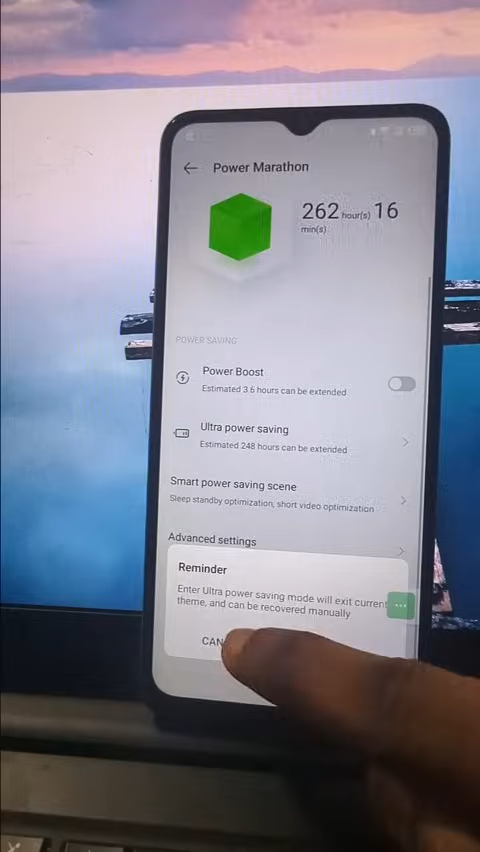 Power Marathon
262 hour(s) 16
min(s)
POWER SAVING
Power Boost
Estimated 3.6 hours can be extended
Ultra power saving
Estimated 248 hours can be extended
Smart power saving scene
Sleep standby optimization, short video optimization
Advanced settings
Reminder
Enter Ultra power saving mode will exit current
theme, and can be recovered manually
CAN